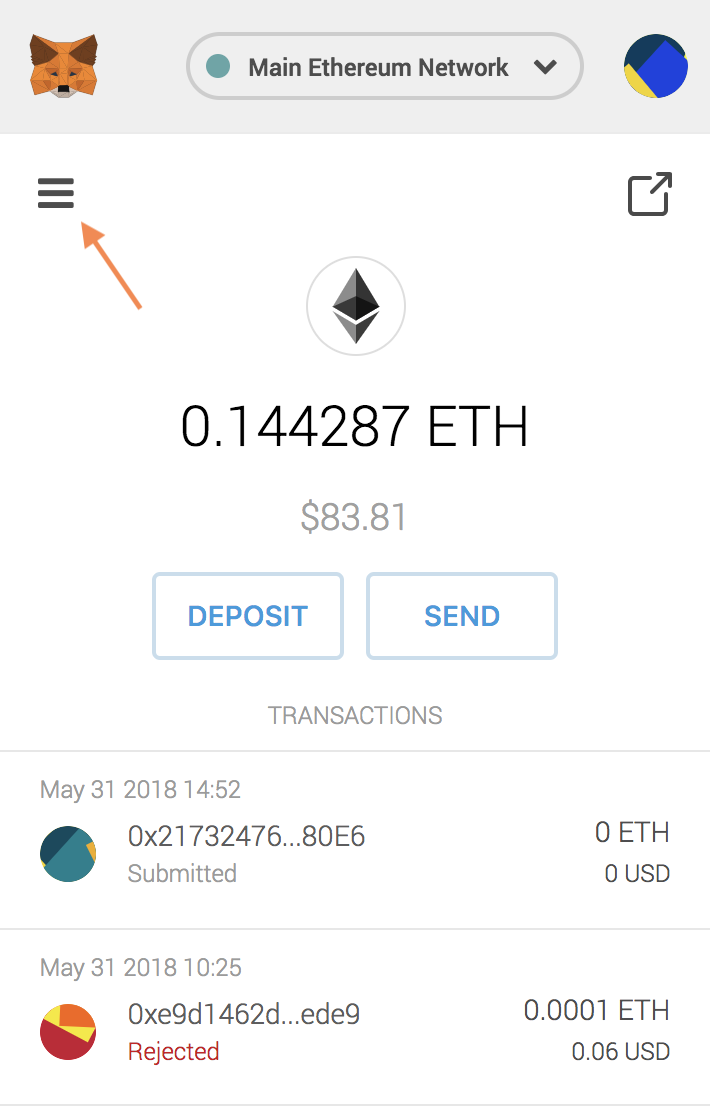 Main Ethereum Network
0.144287 ETH
$83.81
DEPOSIT SEND
TRANSACTIONS
May 31 2018 14:52
0x21732476...80E6 0 ETH
Submitted 0 USD
May 31 2018 10:25
0xe9d1462d...ede9 0.0001 ETH
Rejected 0.06 USD